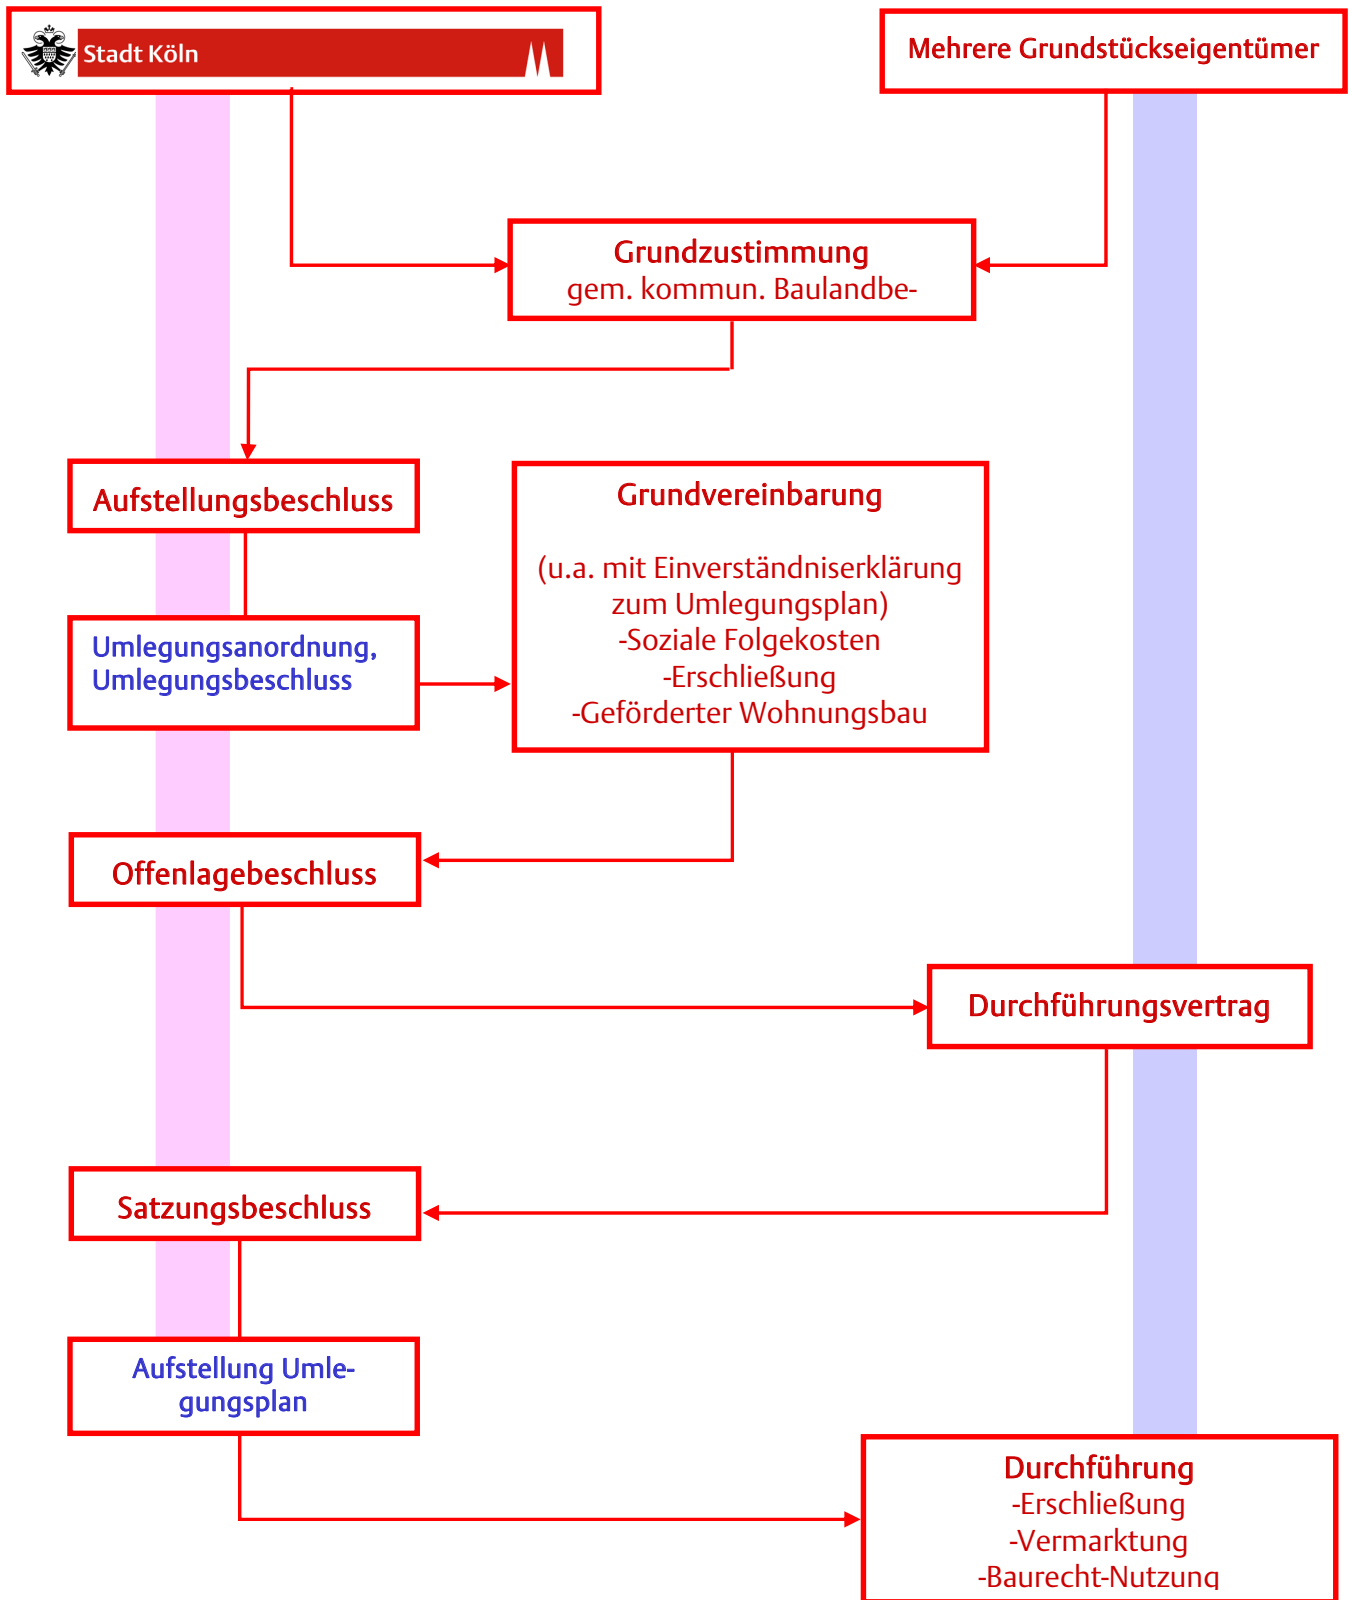 Stadt Köln
Mehrere Grundstückseigentümer
Grundzustimmung
gem. kommun. Baulandbe-
Aufstellungsbeschluss
Grundvereinbarung
(u.a. mit Einverständniserklärung
zum Umlegungsplan)
-Soziale Folgekosten
-Erschließung
-Geförderter Wohnungsbau
Umlegungsanordnung,
Umlegungsbeschluss
Offenlagebeschluss
Durchführungsvertrag
Satzungsbeschluss
Aufstellung Umle-
gungsplan
Durchführung
-Erschließung
-Vermarktung
-Baurecht-Nutzung